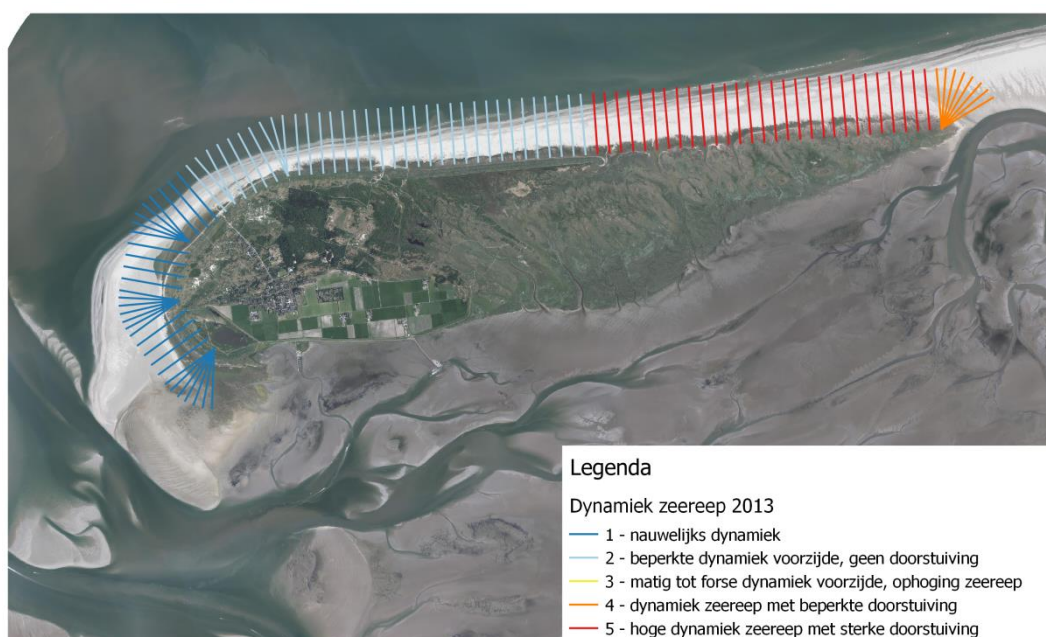 Legenda
Dynamiek zeereep 2013
1 - nauwelijks dynamiek
2 - beperkte dynamiek voorzijde, geen doorstuiving
3 - matig tot forse dynamiek voorzijde, ophoging zeereep
4 - dynamiek zeereep met beperkte doorstuiving
5 - hoge dynamiek zeereep met sterke doorstuiving